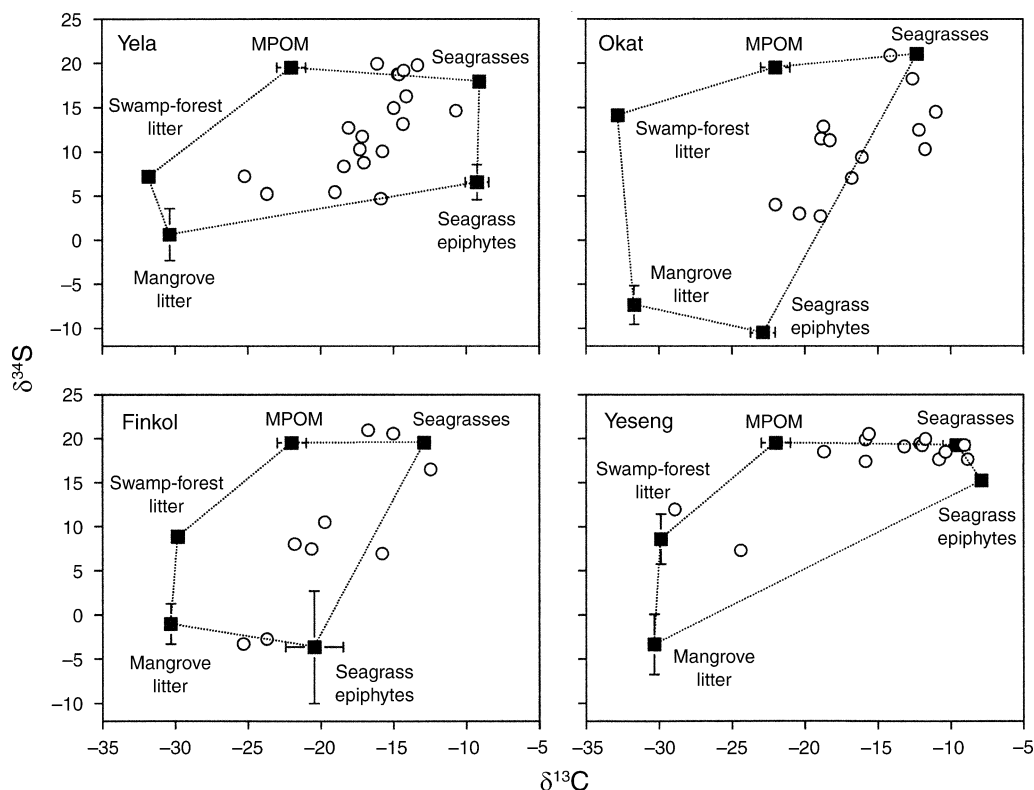 Yela
MPOM
Seagrasses
Swamp-forest
litter
Mangrove
litter
Seagrass
epiphytes
25
20
15
10
5
0
−5
−10
Okat
MPOM
Seagrasses
Swamp-forest
litter
Mangrove
litter
Seagrass
epiphytes
δ34S
Finkol
MPOM
Seagrasses
Swamp-forest
litter
Mangrove
litter
Seagrass
epiphytes
25
20
15
10
5
0
−5
−10
−35 −30 −25 −20 −15 −10 −5
Yeseng
MPOM
Seagrasses
Swamp-forest
litter
Seagrass
epiphytes
Mangrove
litter
−35 −30 −25 −20 −15 −10 −5
δ13C